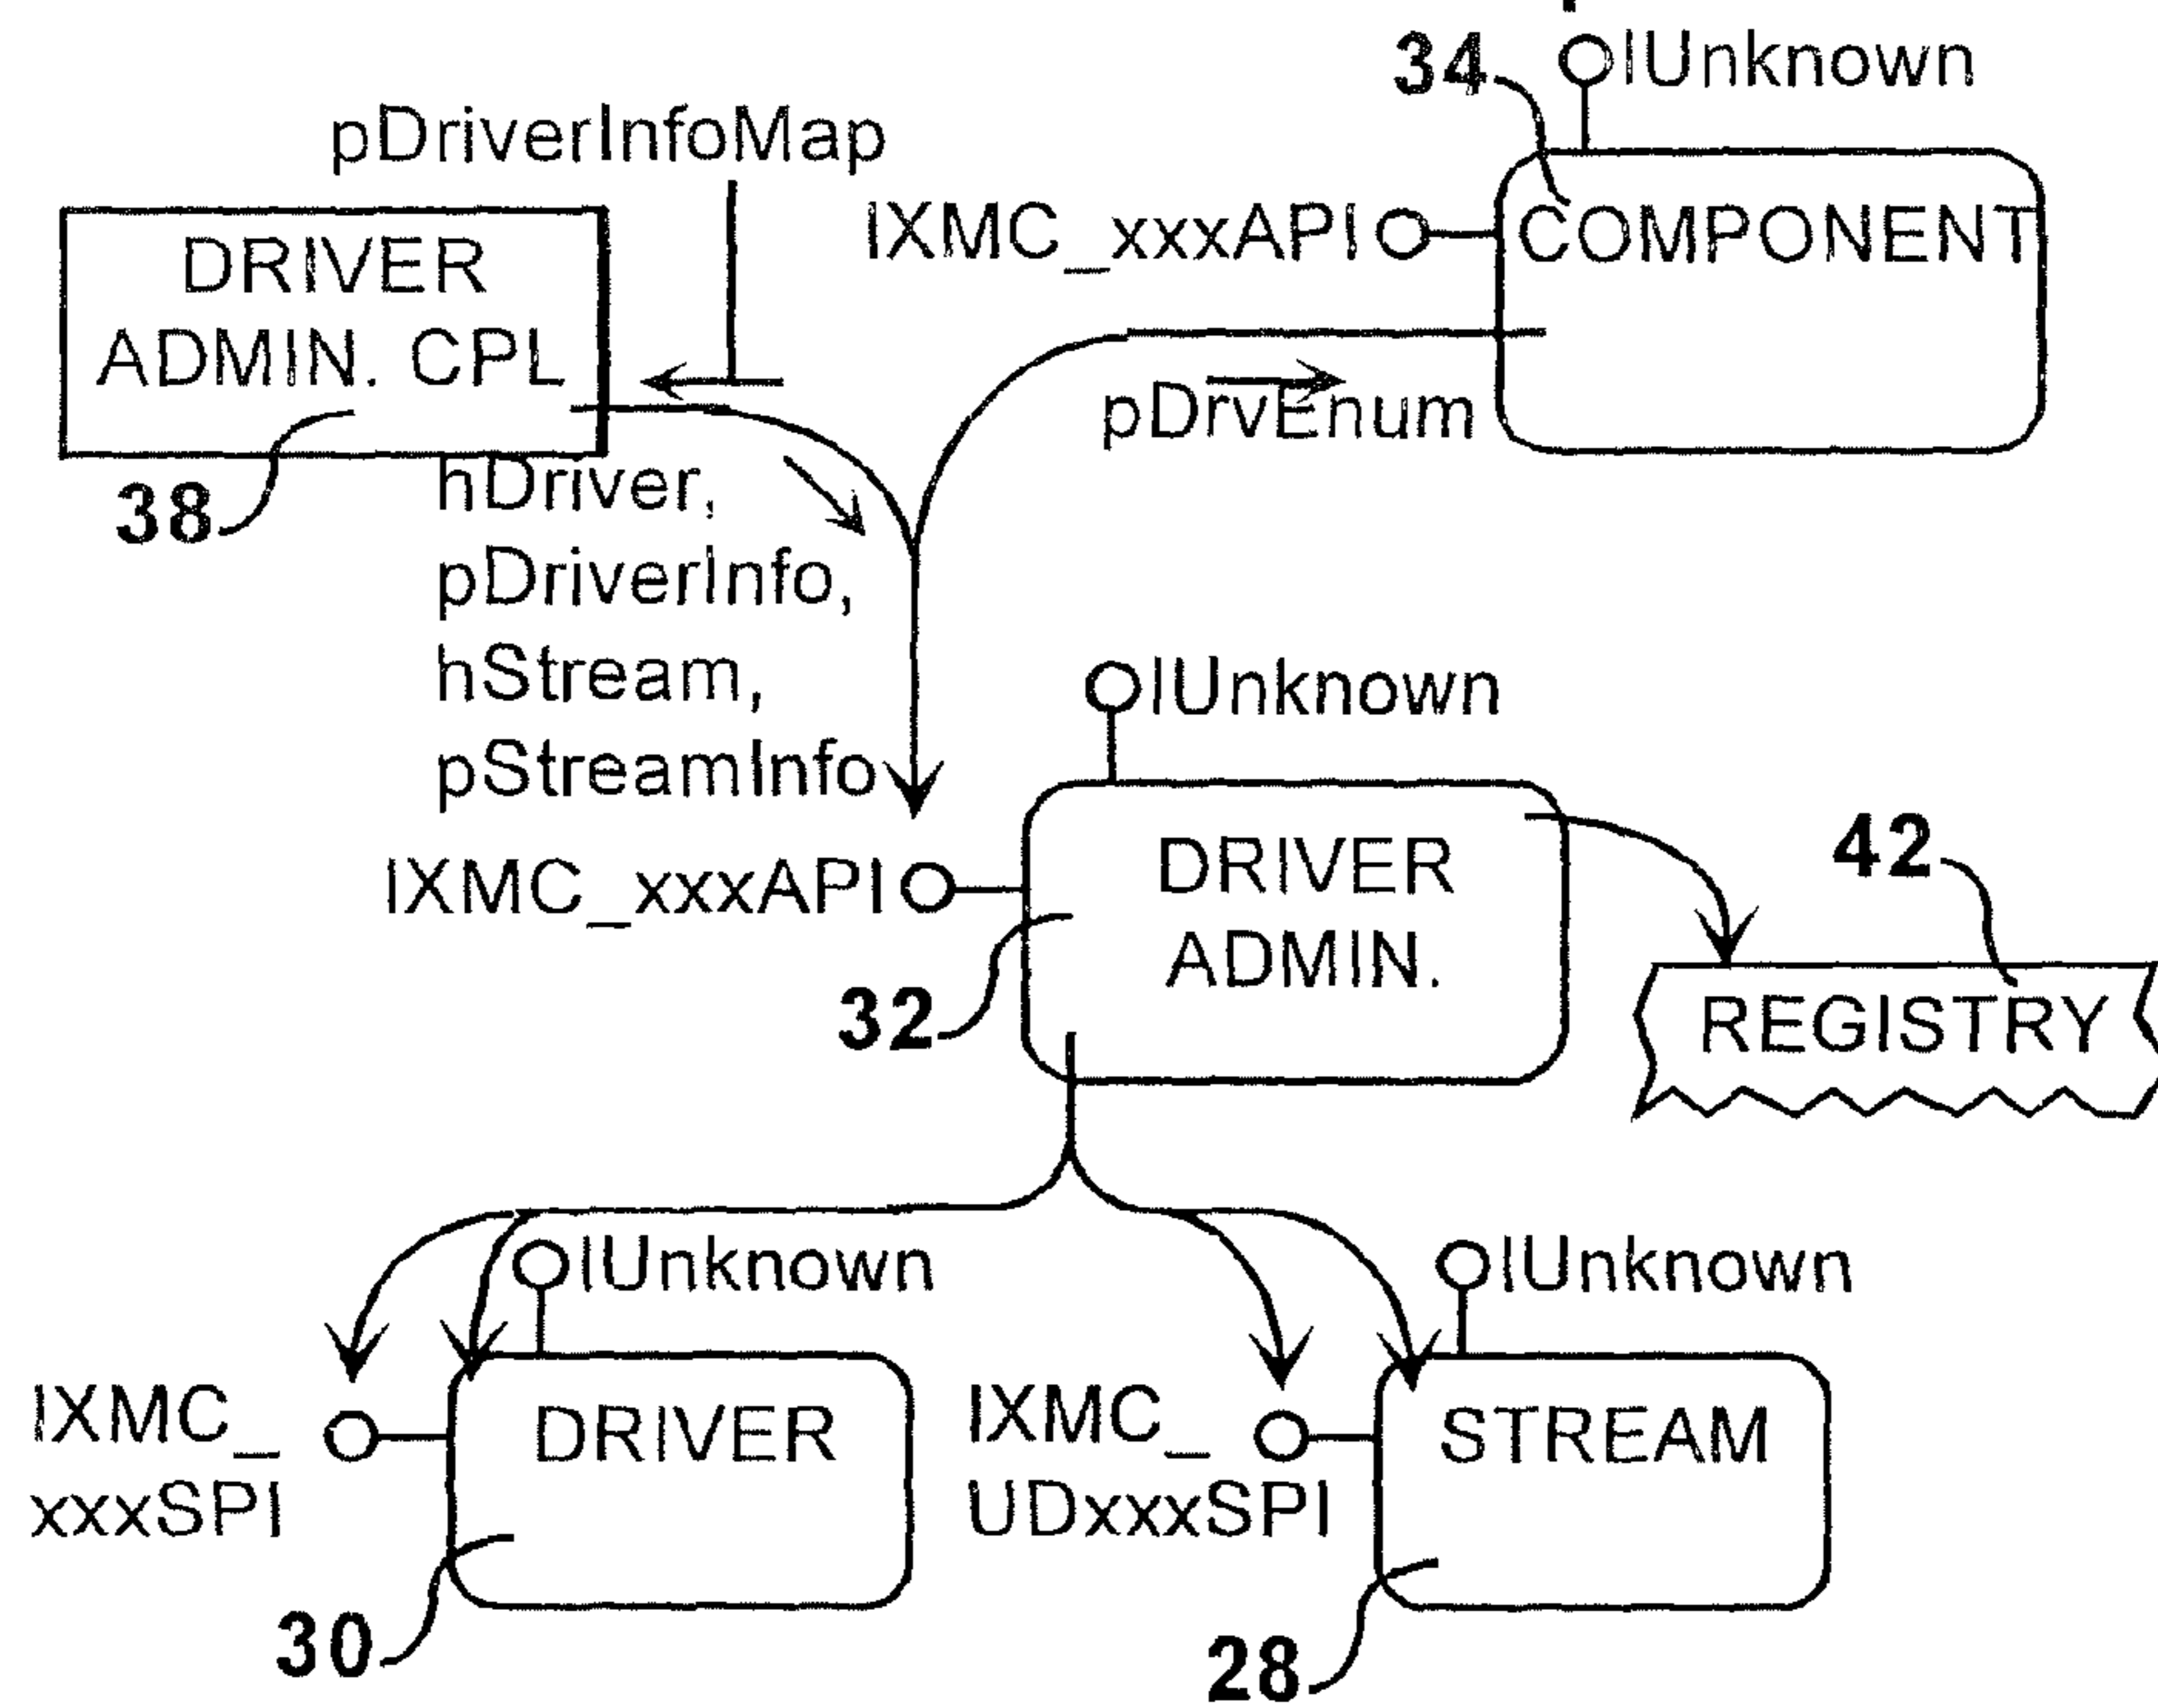 34
IUnknown
pDriverInfoMap
IXMC_xxxAPI
COMPONENT
DRIVER
ADMIN. CPL
pDrvEnum
38
hDriver,
pDriverInfo,
hStream,
pStreamInfo
IUnknown
IXMC_xxxAPI
DRIVER
ADMIN.
42
32
REGISTRY
IUnknown
IUnknown
IXMC_
xxxSPI
DRIVER
IXMC_
UDxxxSPI
STREAM
30
28